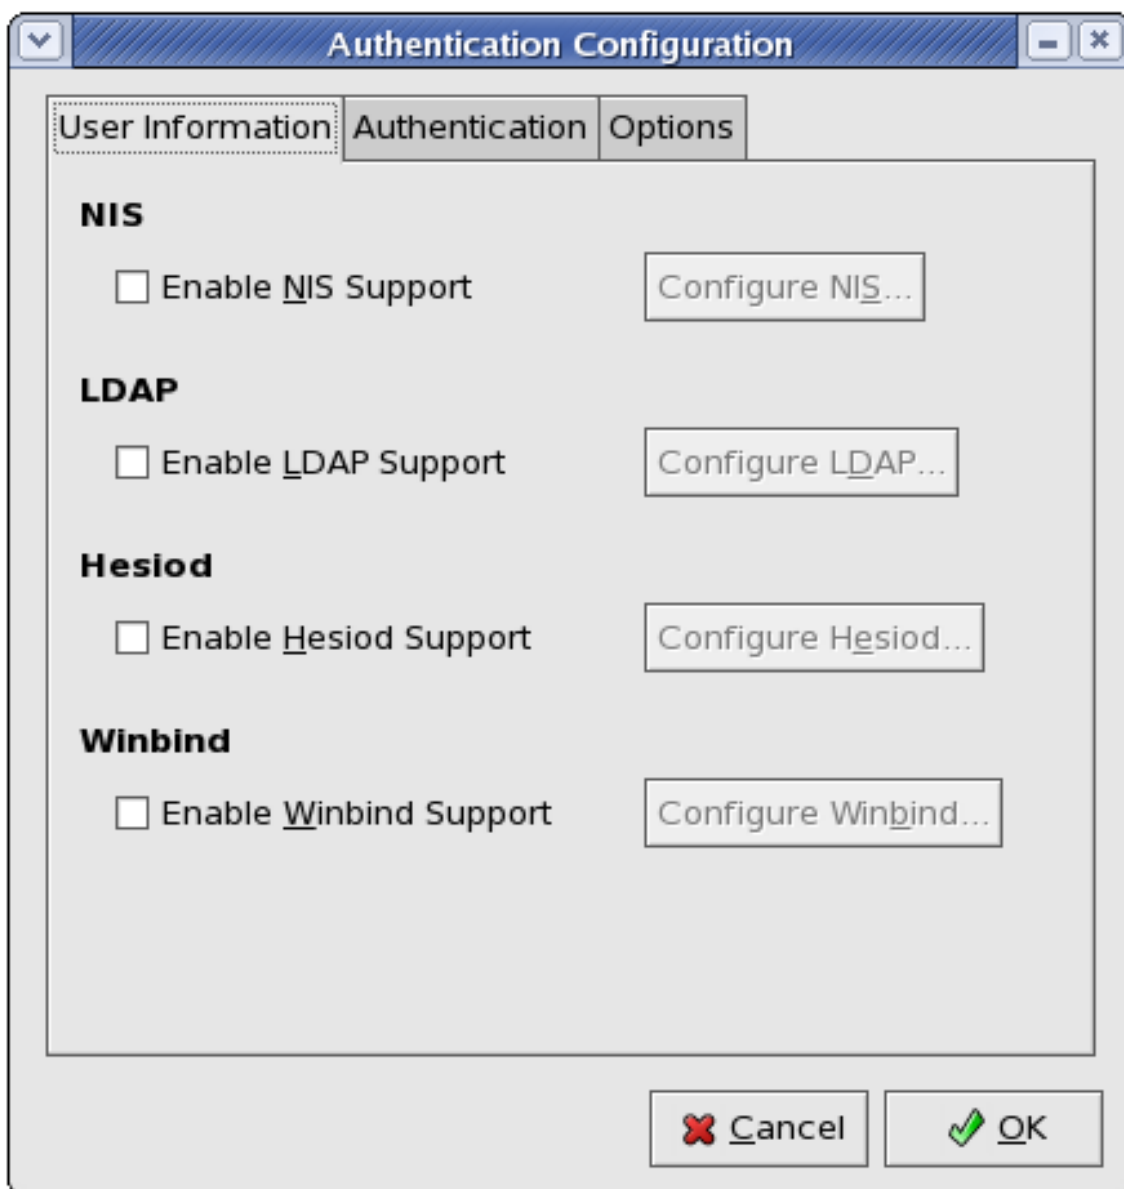 Authentication Configuration
User Information Authentication Options
NIS
Enable NIS Support Configure NIS...
LDAP
Enable LDAP Support Configure LDAP...
Hesiod
Enable Hesiod Support Configure Hesiod...
Winbind
Enable Winbind Support Configure Winbind...
Cancel OK